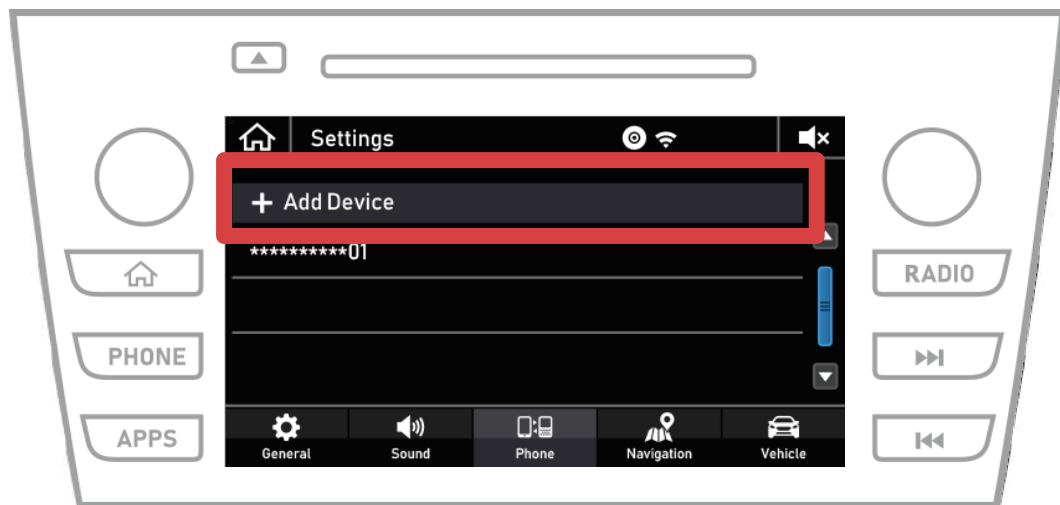 Settings
+ Add Device
**********01
RADIO
PHONE
APPS
General Sound Phone Navigation Vehicle